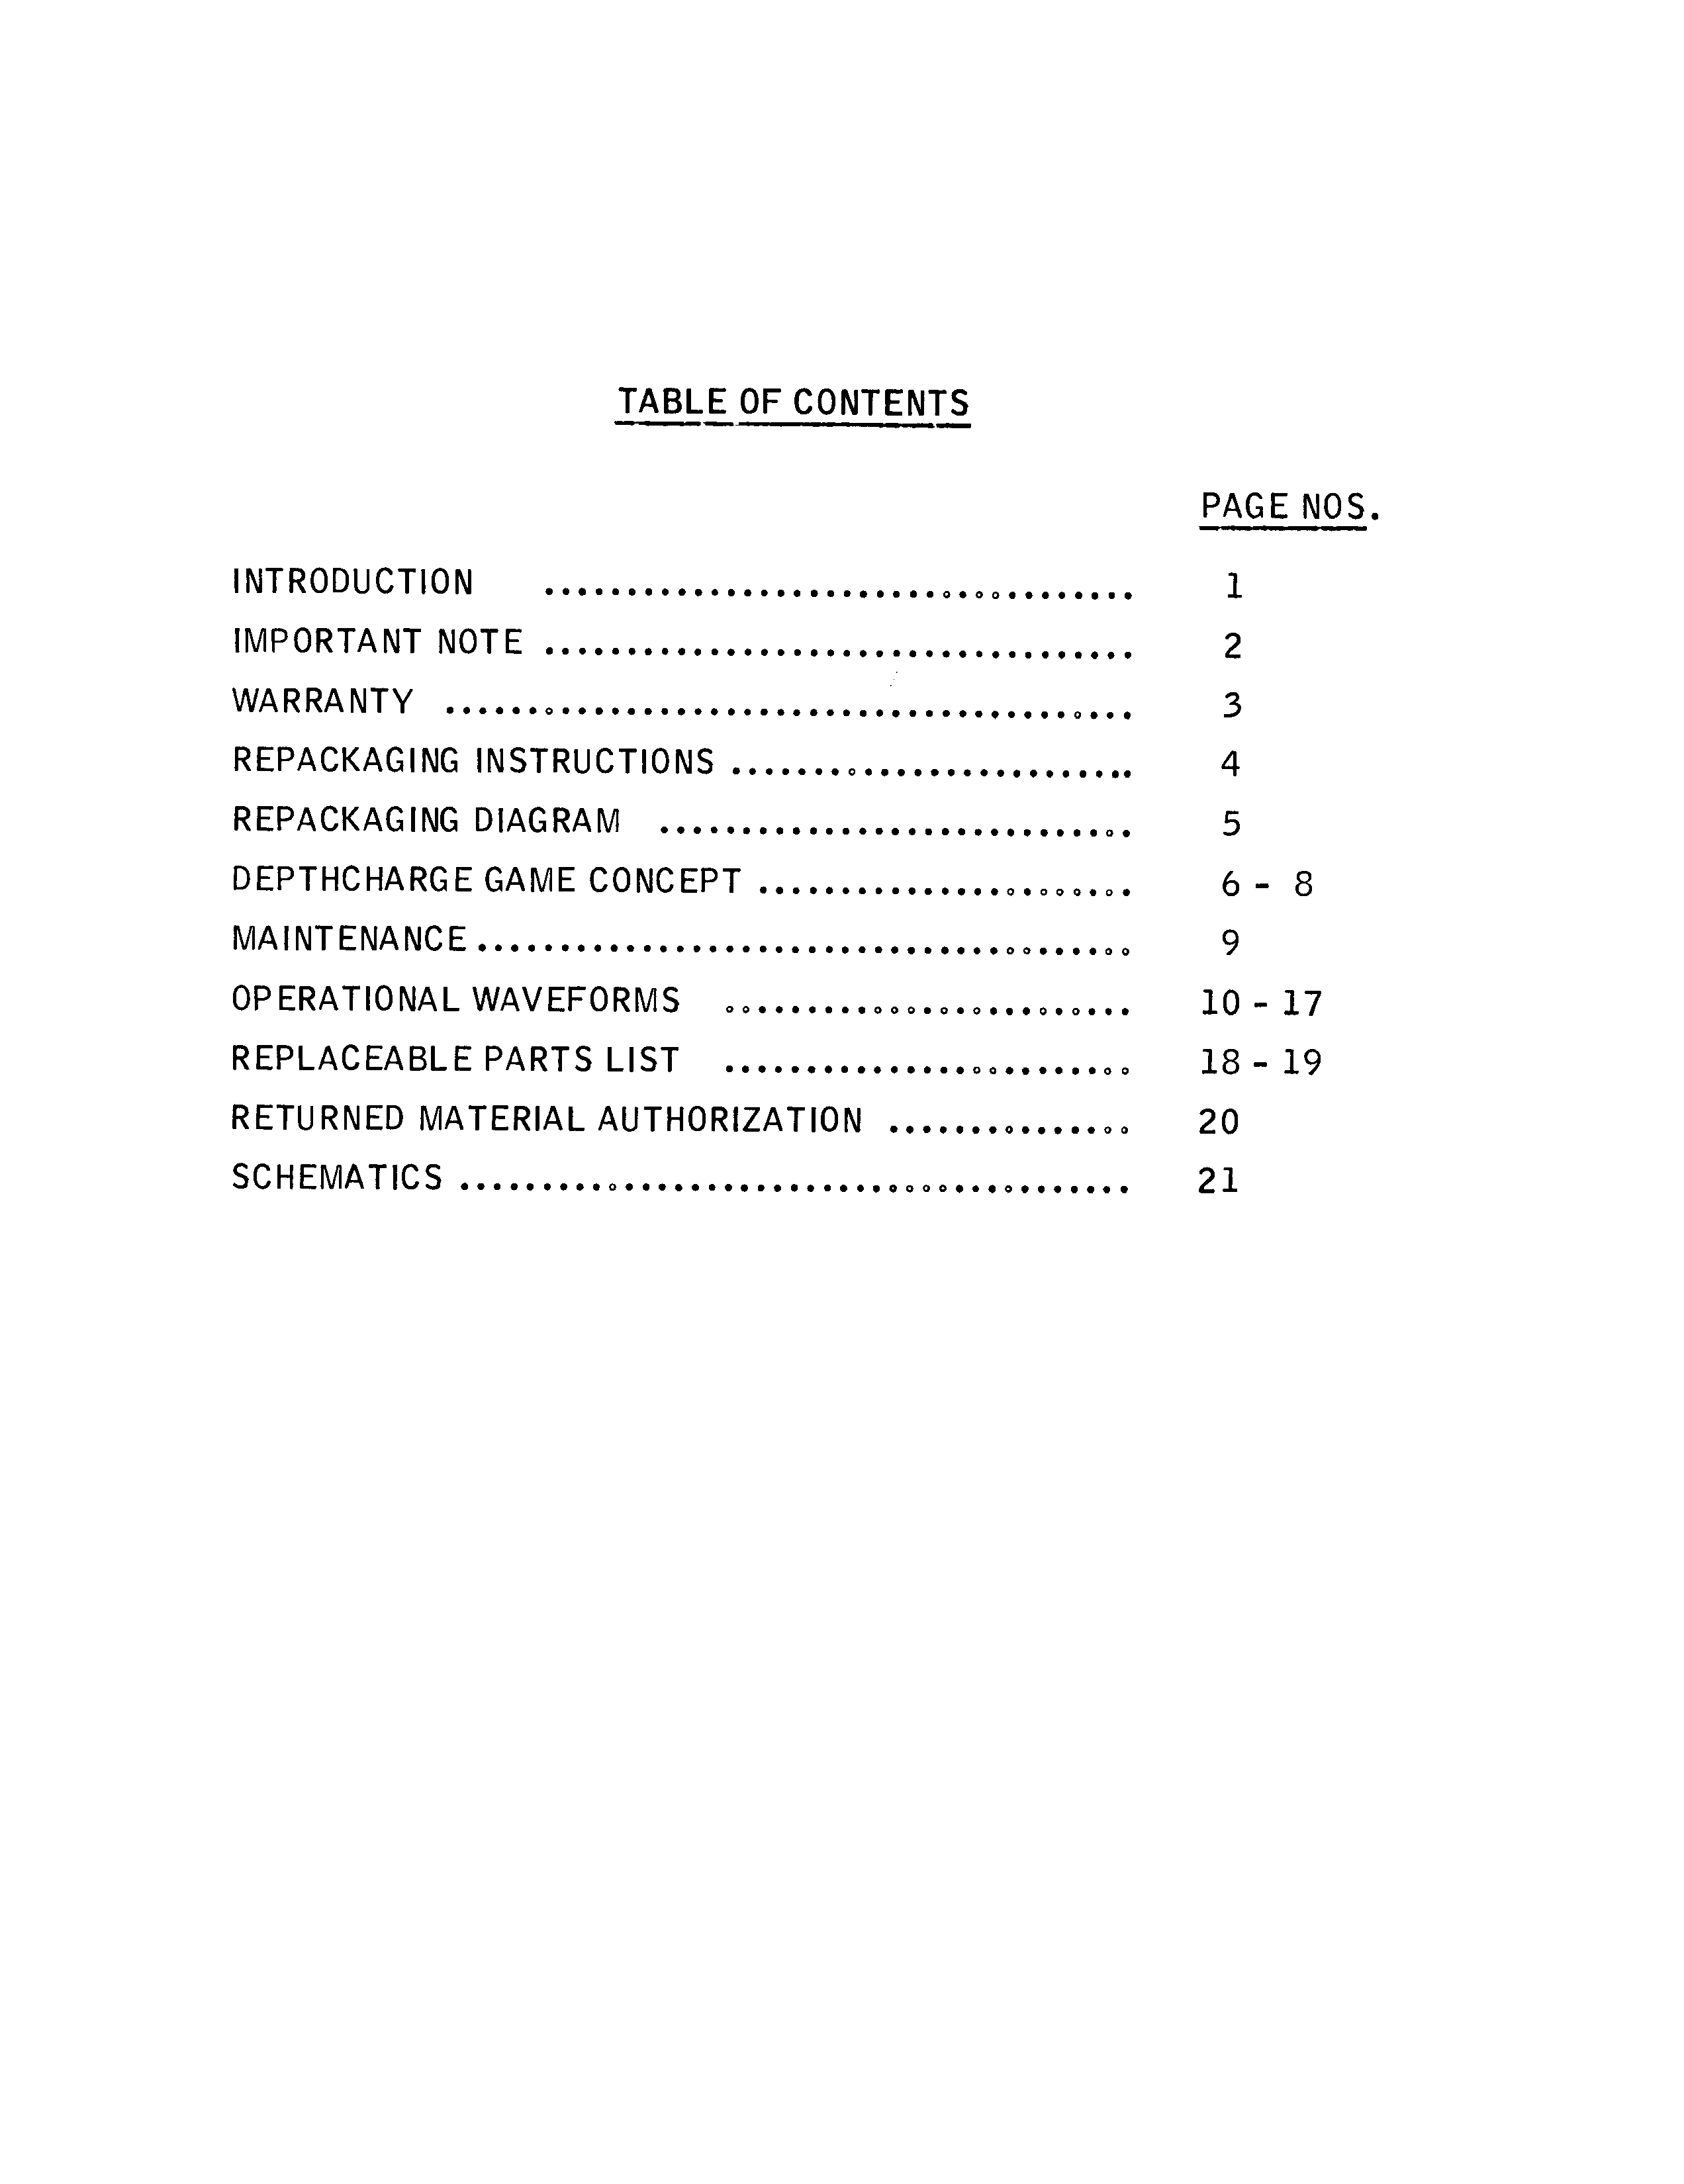 TABLE OF CONTENTS
PAGE NOS.
INTRODUCTION .................................... 1
IMPORTANT NOTE .................................... 2
WARRANTY .......................................... 3
REPACKAGING INSTRUCTIONS ......................... 4
REPACKAGING DIAGRAM ............................. 5
DEPTHCHARGE GAME CONCEPT ....................... 6 - 8
MAINTENANCE ........................................ 9
OPERATIONAL WAVEFORMS ......................... 10 - 17
REPLACEABLE PARTS LIST ......................... 18 - 19
RETURNED MATERIAL AUTHORIZATION ............... 20
SCHEMATICS ......................................... 21